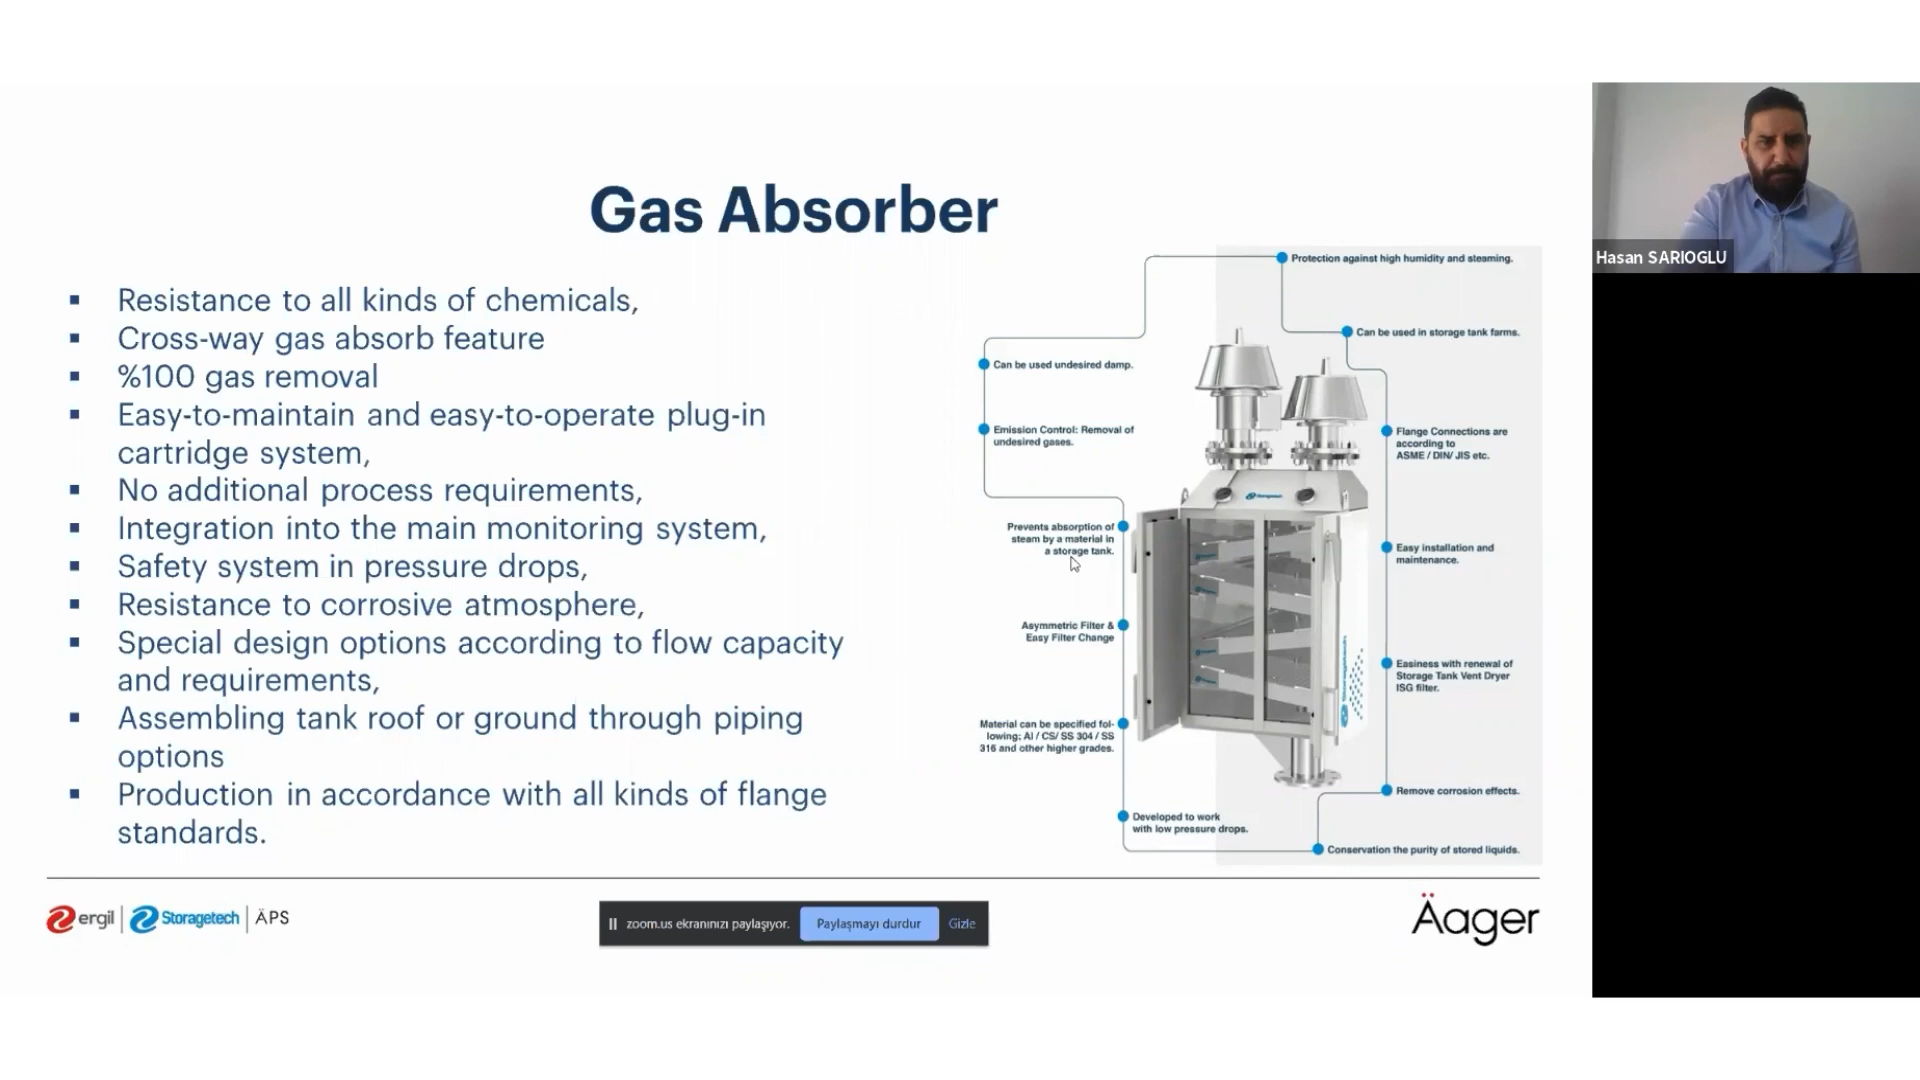 Gas Absorber
Resistance to all kinds of chemicals,
Cross-way gas absorb feature
%100 gas removal
Easy-to-maintain and easy-to-operate plug-in
cartridge system,
No additional process requirements,
Integration into the main monitoring system,
Safety system in pressure drops,
Resistance to corrosive atmosphere,
Special design options according to flow capacity
and requirements,
Assembling tank roof or ground through piping
options
Production in accordance with all kinds of flange
standards.
Protection against high humidity and steaming.
Can be used in storage tank farms.
Can be used undesired damp.
Emission Control: Removal of
undesired gases.
Flange Connections are
according to
ASME / DIN/ JIS etc.
Prevents absorption of
steam by a material in
a storage tank.
Easy installation and
maintenance.
Asymmetric Filter &
Easy Filter Change
Easiness with renewal of
Storage Tank Vent Dryer
ISG filter.
Material can be specified fol-
lowing; Al / CS/ SS 304 / SS
316 and other higher grades.
Remove corrosion effects.
Developed to work
with low pressure drops.
Conservation the purity of stored liquids.
Storagetech
Storagetech
ergil | Storagetech | ÄPS
zoom.us ekranınızı paylaşıyor. Paylaşmayı durdur Gizle
Äager
Hasan SARIOGLU